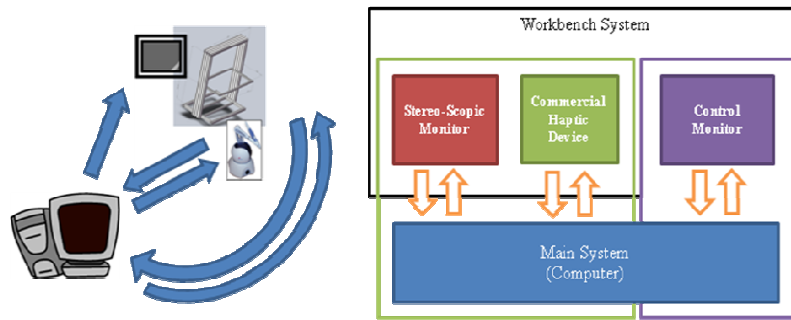 Workbench System
Stereo-Scopic
Monitor
Commercial
Haptic
Device
Control
Monitor
Main System
(Computer)